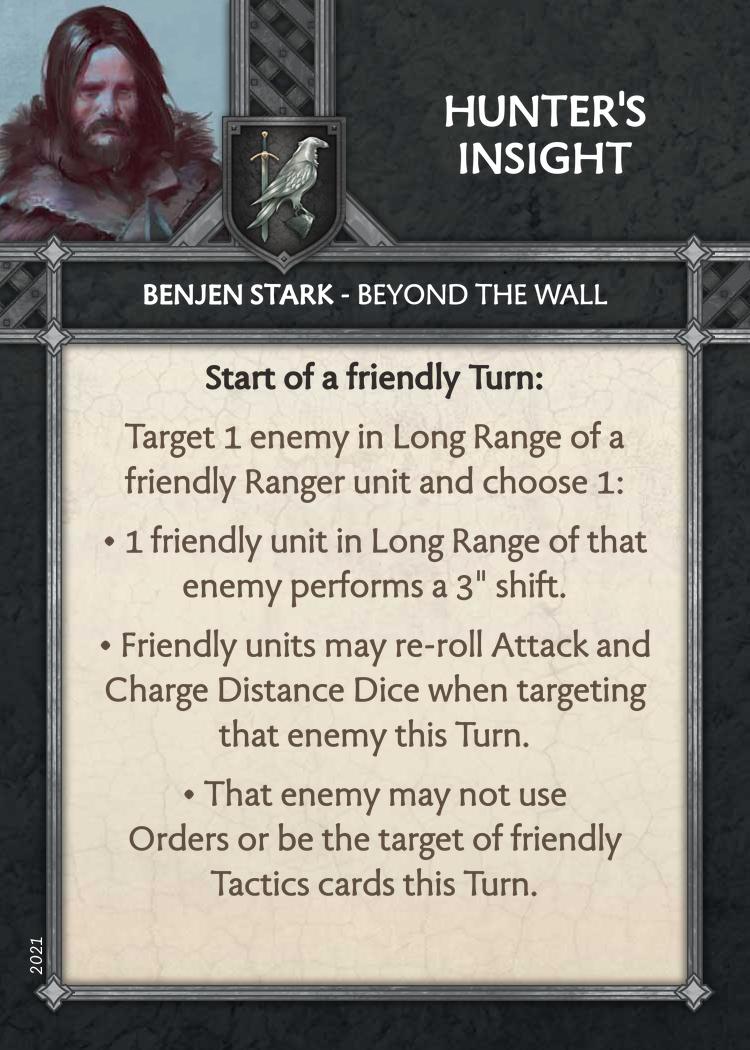 HUNTER'S
INSIGHT
BENJEN STARK - BEYOND THE WALL
Start of a friendly Turn:
Target 1 enemy in Long Range of a
friendly Ranger unit and choose 1:
• 1 friendly unit in Long Range of that
enemy performs a 3" shift.
• Friendly units may re-roll Attack and
Charge Distance Dice when targeting
that enemy this Turn.
• That enemy may not use
Orders or be the target of friendly
Tactics cards this Turn.
2021